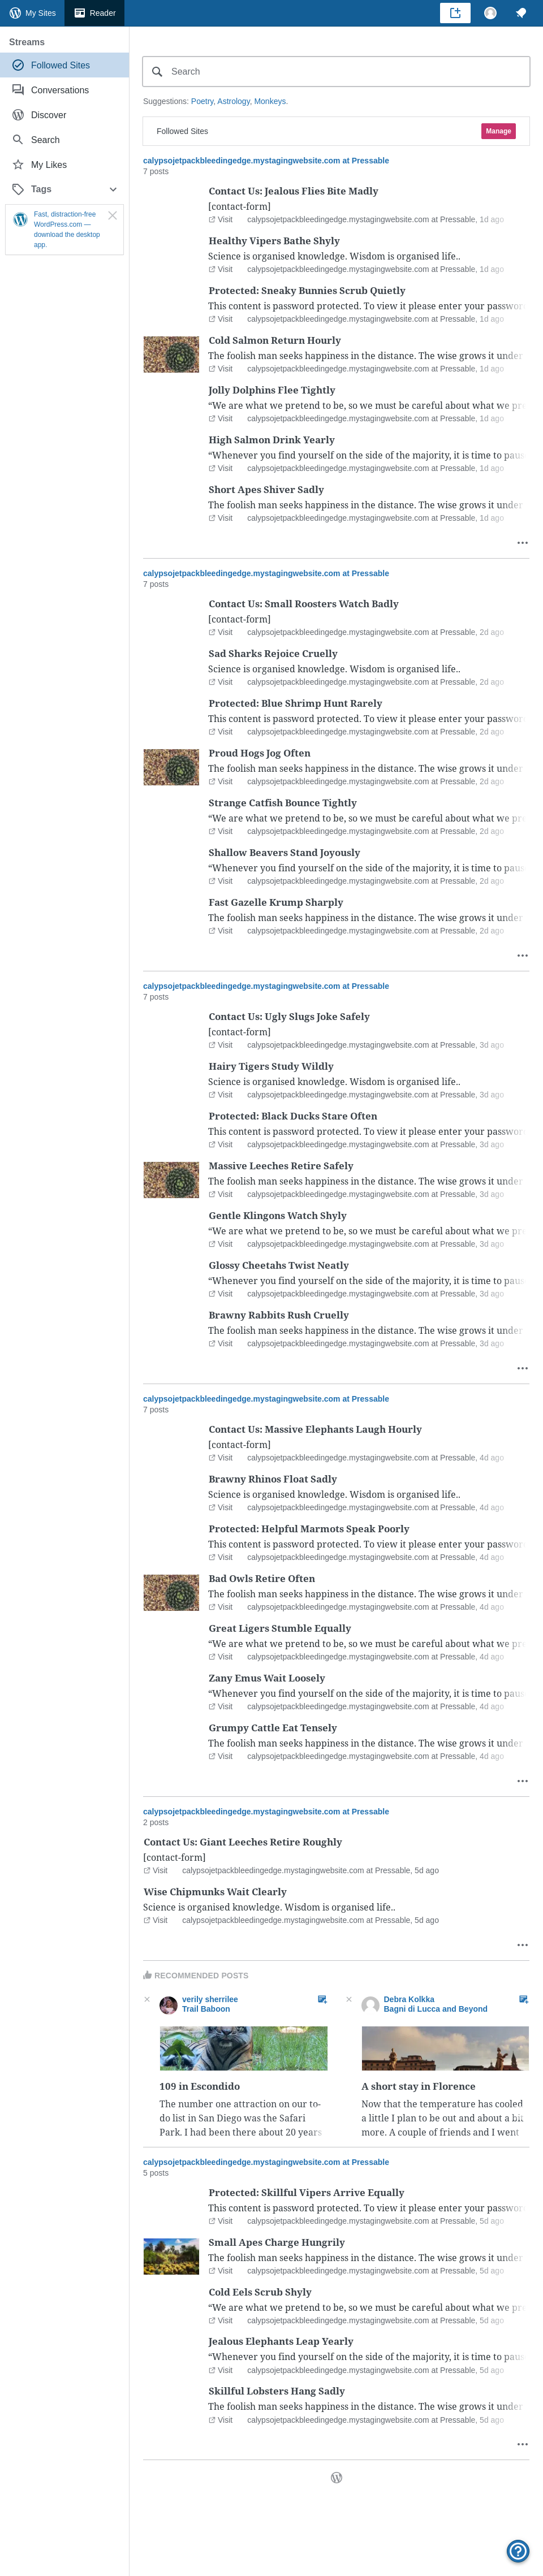 My Sites
Reader
Streams
Followed Sites
Conversations
Discover
Search
My Likes
Tags
Fast, distraction-free
WordPress.com —
download the desktop
app.
Search
Suggestions: Poetry, Astrology, Monkeys.
Followed Sites
Manage
calypsojetpackbleedingedge.mystagingwebsite.com at Pressable
7 posts
Contact Us: Jealous Flies Bite Madly
[contact-form]
Visit calypsojetpackbleedingedge.mystagingwebsite.com at Pressable, 1d ago
Healthy Vipers Bathe Shyly
Science is organised knowledge. Wisdom is organised life..
Visit calypsojetpackbleedingedge.mystagingwebsite.com at Pressable, 1d ago
Protected: Sneaky Bunnies Scrub Quietly
This content is password protected. To view it please enter your password
Visit calypsojetpackbleedingedge.mystagingwebsite.com at Pressable, 1d ago
Cold Salmon Return Hourly
The foolish man seeks happiness in the distance. The wise grows it under
Visit calypsojetpackbleedingedge.mystagingwebsite.com at Pressable, 1d ago
Jolly Dolphins Flee Tightly
“We are what we pretend to be, so we must be careful about what we pre
Visit calypsojetpackbleedingedge.mystagingwebsite.com at Pressable, 1d ago
High Salmon Drink Yearly
“Whenever you find yourself on the side of the majority, it is time to paus
Visit calypsojetpackbleedingedge.mystagingwebsite.com at Pressable, 1d ago
Short Apes Shiver Sadly
The foolish man seeks happiness in the distance. The wise grows it under
Visit calypsojetpackbleedingedge.mystagingwebsite.com at Pressable, 1d ago
calypsojetpackbleedingedge.mystagingwebsite.com at Pressable
7 posts
Contact Us: Small Roosters Watch Badly
[contact-form]
Visit calypsojetpackbleedingedge.mystagingwebsite.com at Pressable, 2d ago
Sad Sharks Rejoice Cruelly
Science is organised knowledge. Wisdom is organised life..
Visit calypsojetpackbleedingedge.mystagingwebsite.com at Pressable, 2d ago
Protected: Blue Shrimp Hunt Rarely
This content is password protected. To view it please enter your password
Visit calypsojetpackbleedingedge.mystagingwebsite.com at Pressable, 2d ago
Proud Hogs Jog Often
The foolish man seeks happiness in the distance. The wise grows it under
Visit calypsojetpackbleedingedge.mystagingwebsite.com at Pressable, 2d ago
Strange Catfish Bounce Tightly
“We are what we pretend to be, so we must be careful about what we pre
Visit calypsojetpackbleedingedge.mystagingwebsite.com at Pressable, 2d ago
Shallow Beavers Stand Joyously
“Whenever you find yourself on the side of the majority, it is time to paus
Visit calypsojetpackbleedingedge.mystagingwebsite.com at Pressable, 2d ago
Fast Gazelle Krump Sharply
The foolish man seeks happiness in the distance. The wise grows it under
Visit calypsojetpackbleedingedge.mystagingwebsite.com at Pressable, 2d ago
calypsojetpackbleedingedge.mystagingwebsite.com at Pressable
7 posts
Contact Us: Ugly Slugs Joke Safely
[contact-form]
Visit calypsojetpackbleedingedge.mystagingwebsite.com at Pressable, 3d ago
Hairy Tigers Study Wildly
Science is organised knowledge. Wisdom is organised life..
Visit calypsojetpackbleedingedge.mystagingwebsite.com at Pressable, 3d ago
Protected: Black Ducks Stare Often
This content is password protected. To view it please enter your password
Visit calypsojetpackbleedingedge.mystagingwebsite.com at Pressable, 3d ago
Massive Leeches Retire Safely
The foolish man seeks happiness in the distance. The wise grows it under
Visit calypsojetpackbleedingedge.mystagingwebsite.com at Pressable, 3d ago
Gentle Klingons Watch Shyly
“We are what we pretend to be, so we must be careful about what we pre
Visit calypsojetpackbleedingedge.mystagingwebsite.com at Pressable, 3d ago
Glossy Cheetahs Twist Neatly
“Whenever you find yourself on the side of the majority, it is time to paus
Visit calypsojetpackbleedingedge.mystagingwebsite.com at Pressable, 3d ago
Brawny Rabbits Rush Cruelly
The foolish man seeks happiness in the distance. The wise grows it under
Visit calypsojetpackbleedingedge.mystagingwebsite.com at Pressable, 3d ago
calypsojetpackbleedingedge.mystagingwebsite.com at Pressable
7 posts
Contact Us: Massive Elephants Laugh Hourly
[contact-form]
Visit calypsojetpackbleedingedge.mystagingwebsite.com at Pressable, 4d ago
Brawny Rhinos Float Sadly
Science is organised knowledge. Wisdom is organised life..
Visit calypsojetpackbleedingedge.mystagingwebsite.com at Pressable, 4d ago
Protected: Helpful Marmots Speak Poorly
This content is password protected. To view it please enter your password
Visit calypsojetpackbleedingedge.mystagingwebsite.com at Pressable, 4d ago
Bad Owls Retire Often
The foolish man seeks happiness in the distance. The wise grows it under
Visit calypsojetpackbleedingedge.mystagingwebsite.com at Pressable, 4d ago
Great Ligers Stumble Equally
“We are what we pretend to be, so we must be careful about what we pre
Visit calypsojetpackbleedingedge.mystagingwebsite.com at Pressable, 4d ago
Zany Emus Wait Loosely
“Whenever you find yourself on the side of the majority, it is time to paus
Visit calypsojetpackbleedingedge.mystagingwebsite.com at Pressable, 4d ago
Grumpy Cattle Eat Tensely
The foolish man seeks happiness in the distance. The wise grows it under
Visit calypsojetpackbleedingedge.mystagingwebsite.com at Pressable, 4d ago
calypsojetpackbleedingedge.mystagingwebsite.com at Pressable
2 posts
Contact Us: Giant Leeches Retire Roughly
[contact-form]
Visit calypsojetpackbleedingedge.mystagingwebsite.com at Pressable, 5d ago
Wise Chipmunks Wait Clearly
Science is organised knowledge. Wisdom is organised life..
Visit calypsojetpackbleedingedge.mystagingwebsite.com at Pressable, 5d ago
RECOMMENDED POSTS
verily sherrilee
Trail Baboon
109 in Escondido
The number one attraction on our to-
do list in San Diego was the Safari
Park. I had been there about 20 years
Debra Kolkka
Bagni di Lucca and Beyond
A short stay in Florence
Now that the temperature has cooled
a little I plan to be out and about a bit
more. A couple of friends and I went
calypsojetpackbleedingedge.mystagingwebsite.com at Pressable
5 posts
Protected: Skillful Vipers Arrive Equally
This content is password protected. To view it please enter your password
Visit calypsojetpackbleedingedge.mystagingwebsite.com at Pressable, 5d ago
Small Apes Charge Hungrily
The foolish man seeks happiness in the distance. The wise grows it under
Visit calypsojetpackbleedingedge.mystagingwebsite.com at Pressable, 5d ago
Cold Eels Scrub Shyly
“We are what we pretend to be, so we must be careful about what we pre
Visit calypsojetpackbleedingedge.mystagingwebsite.com at Pressable, 5d ago
Jealous Elephants Leap Yearly
“Whenever you find yourself on the side of the majority, it is time to paus
Visit calypsojetpackbleedingedge.mystagingwebsite.com at Pressable, 5d ago
Skillful Lobsters Hang Sadly
The foolish man seeks happiness in the distance. The wise grows it under
Visit calypsojetpackbleedingedge.mystagingwebsite.com at Pressable, 5d ago